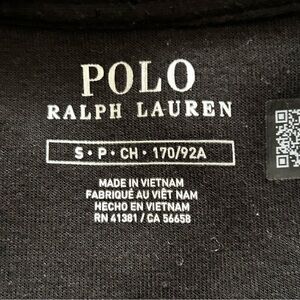 POLO
RALPH LAUREN
S • P • CH • 170/92A
MADE IN VIETNAM
FABRIQUÉ AU VIÊT NAM
HECHO EN VIETNAM
RN 41381 / CA 56658